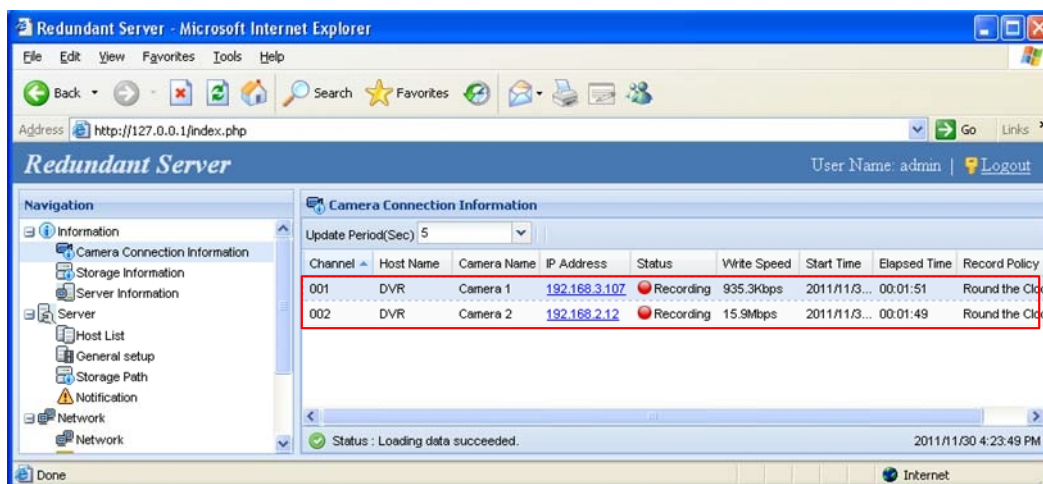 Redundant Server - Microsoft Internet Explorer
File Edit View Favorites Tools Help
Back Search Favorites
Address http://127.0.0.1/index.php Go Links
Redundant Server User Name: admin | Logout
Navigation
Information
Camera Connection Information
Storage Information
Server Information
Server
Host List
General setup
Storage Path
Notification
Network
Network
Camera Connection Information
Update Period(Sec) 5
Channel Host Name Camera Name IP Address Status Write Speed Start Time Elapsed Time Record Policy
001 DVR Camera 1 192.168.3.107 Recording 935.3Kbps 2011/11/3... 00:01:51 Round the Clo
002 DVR Camera 2 192.168.2.12 Recording 15.9Mbps 2011/11/3... 00:01:49 Round the Clo
Status : Loading data succeeded. 2011/11/30 4:23:49 PM
Done Internet